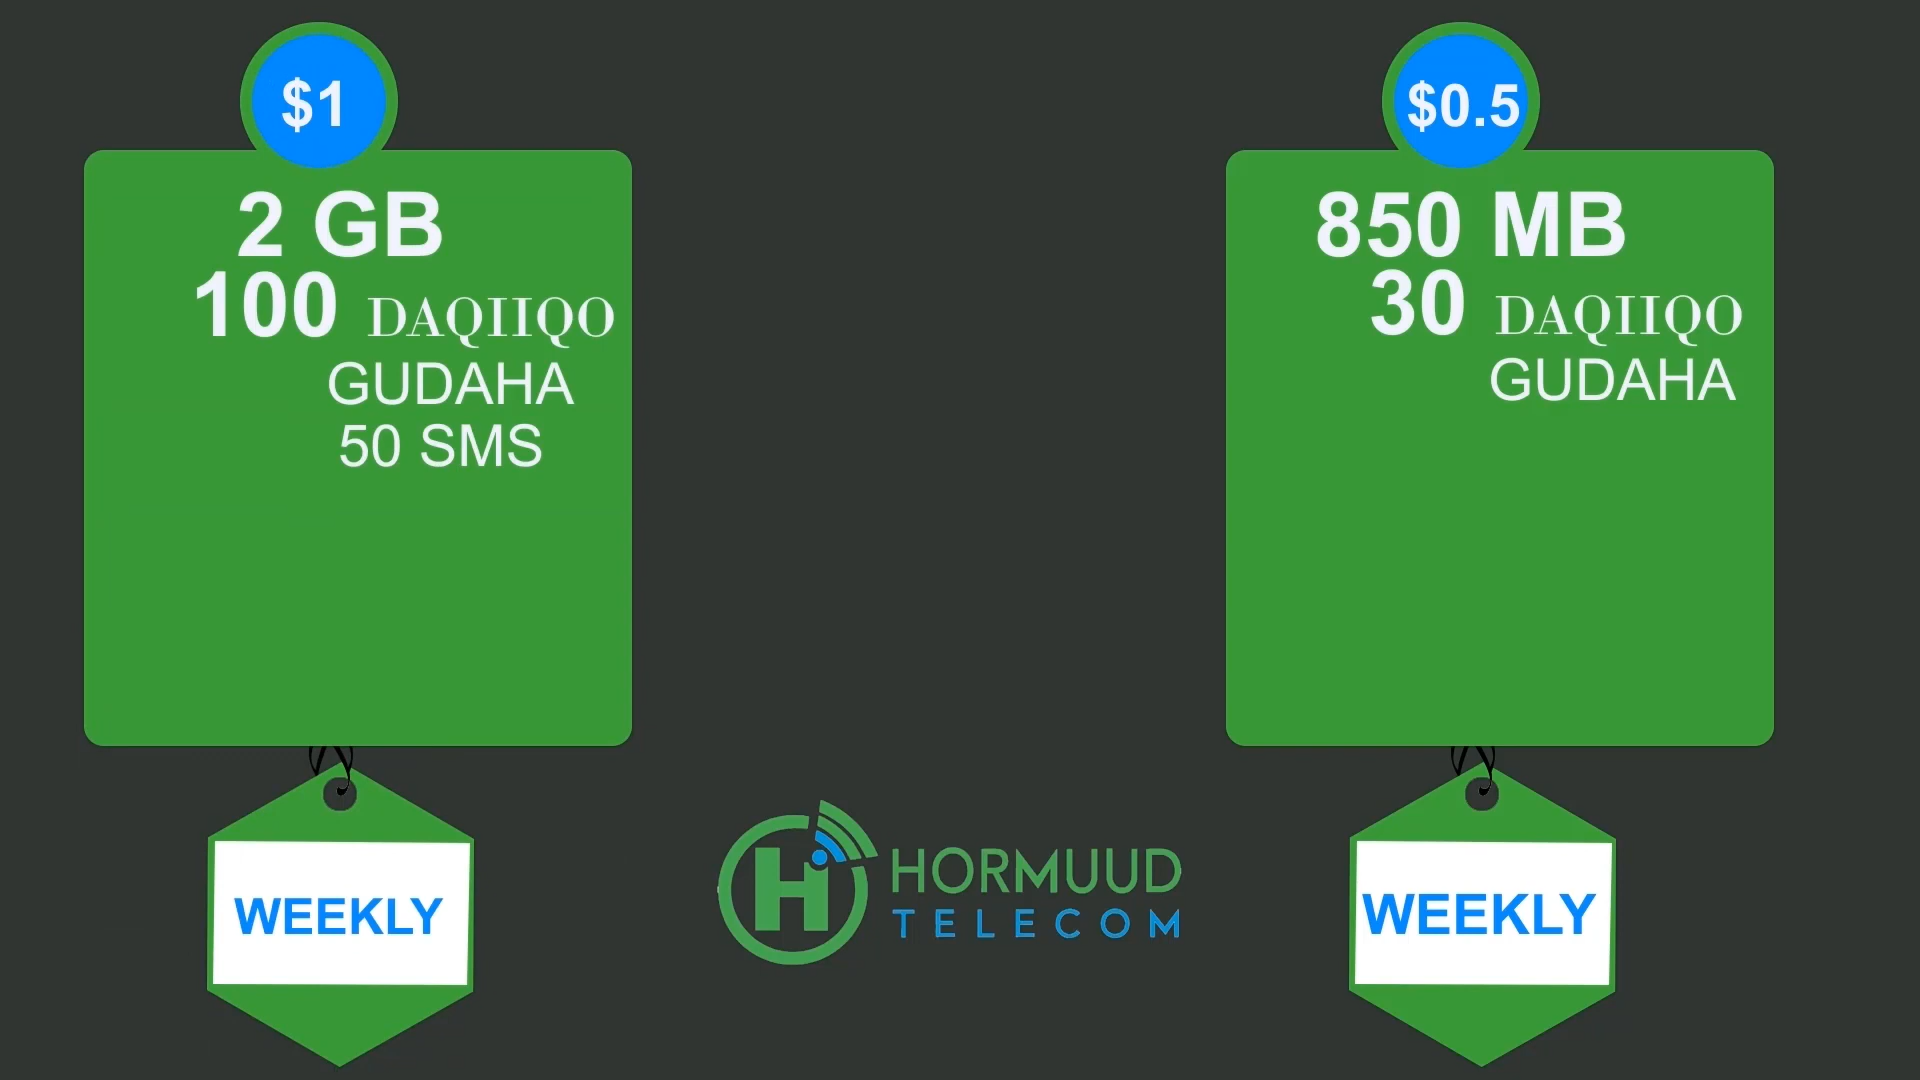 $1
2 GB
100 DAQIIQO
GUDAHA
50 SMS
WEEKLY
$0.5
850 MB
30 DAQIIQO
GUDAHA
WEEKLY
HORMUUD
TELECOM